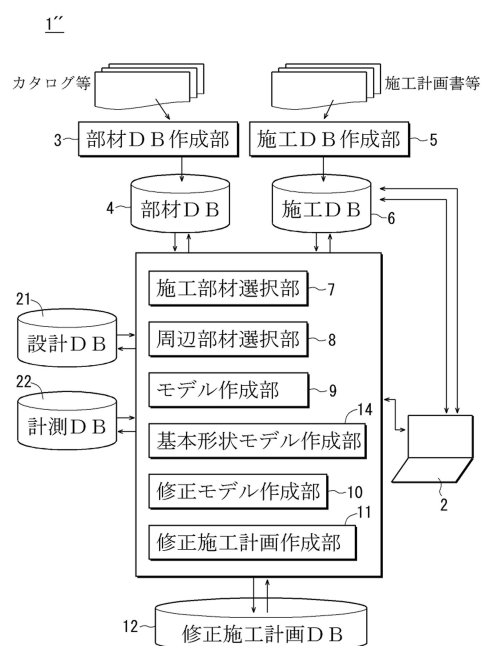 1″
カタログ等
施工計画書等
3 部材ＤＢ作成部
施工ＤＢ作成部 5
4 部材ＤＢ
施工ＤＢ 6
施工部材選択部 7
21
設計ＤＢ
周辺部材選択部 8
22
計測ＤＢ
モデル作成部 9
14
基本形状モデル作成部
2
修正モデル作成部 10
11
修正施工計画作成部
12 修正施工計画ＤＢ